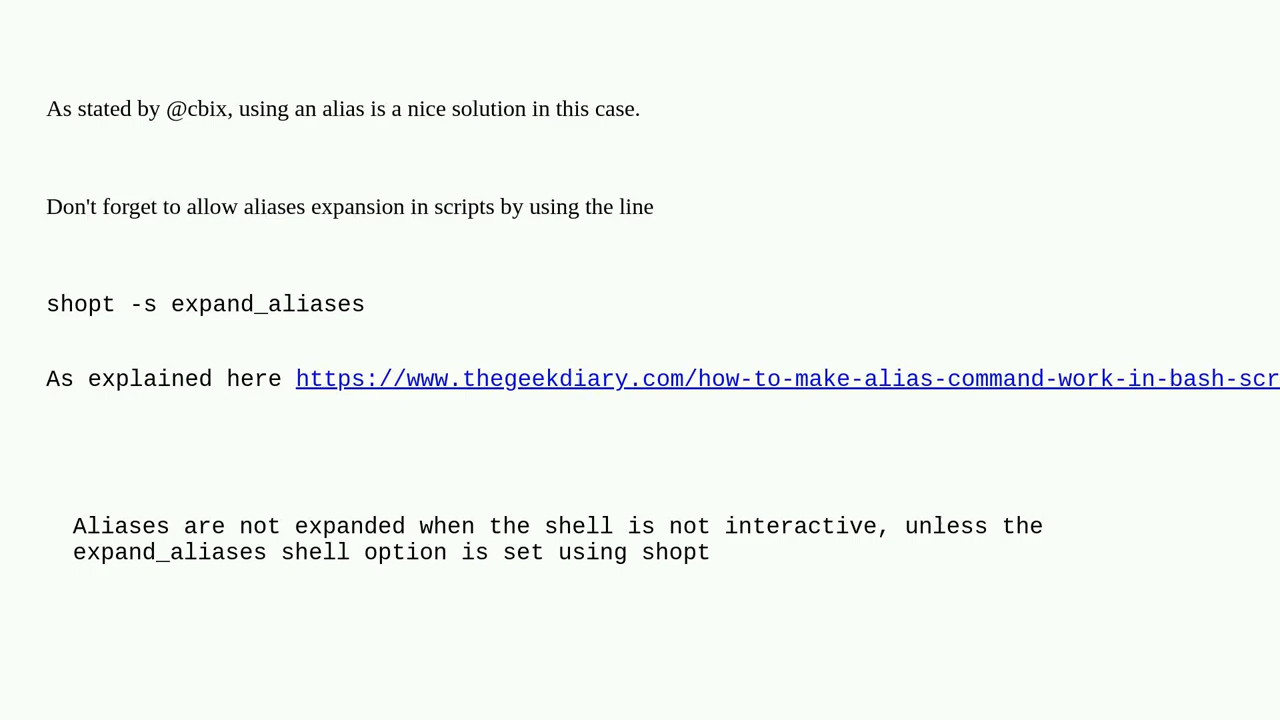 As stated by @cbix, using an alias is a nice solution in this case.
Don't forget to allow aliases expansion in scripts by using the line
shopt -s expand_aliases
As explained here https://www.thegeekdiary.com/how-to-make-alias-command-work-in-bash-scr
Aliases are not expanded when the shell is not interactive, unless the
expand_aliases shell option is set using shopt